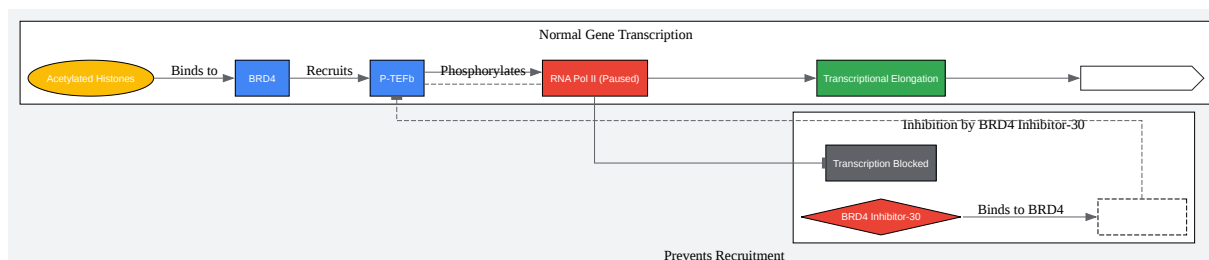 Normal Gene Transcription
Acetylated Histones
Binds to
BRD4
Recruits
P-TEFb
Phosphorylates
RNA Pol II (Paused)
Transcriptional Elongation
Inhibition by BRD4 Inhibitor-30
Transcription Blocked
BRD4 Inhibitor-30
Binds to BRD4
Prevents Recruitment